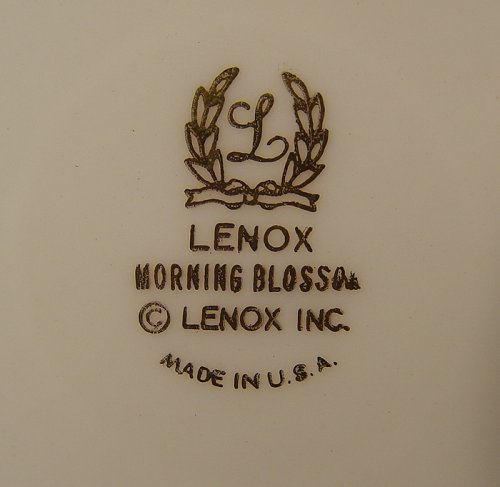 L
LENOX
MORNING BLOSSOM
© LENOX INC.
MADE IN U.S.A.